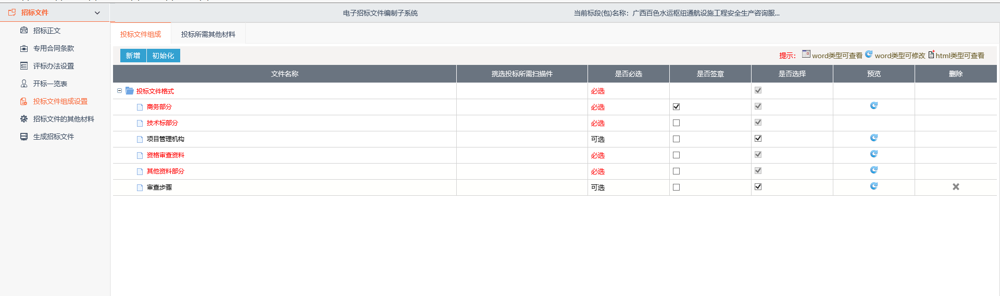 招标文件
电子招标文件编制子系统
当前标段(包)名称：广西百色水运枢纽通航设施工程安全生产咨询服...
招标正文
专用合同条款
评标办法设置
开标一览表
投标文件组成设置
招标文件的其他材料
生成招标文件
投标文件组成 投标所需其他材料
新增 初始化
提示： word类型可查看 word类型可修改 html类型可查看
文件名称 挑选投标所需扫描件 是否必选 是否签章 是否选择 预览 删除
投标文件格式 必选
商务部分 必选
技术标部分 必选
项目管理机构 可选
资格审查资料 必选
其他资料部分 必选
审查步骤 可选